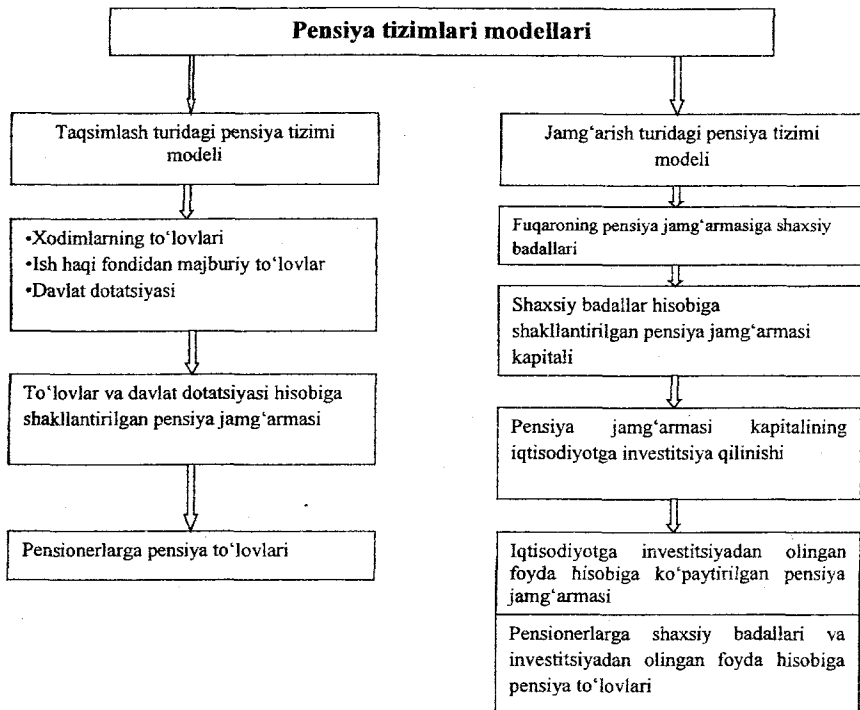 Pensiya tizimlari modellari
Taqsimlash turidagi pensiya tizimi
modeli
•Xodimlarning to‘lovlari
•Ish haqi fondidan majburiy to‘lovlar
•Davlat dotatsiyasi
To‘lovlar va davlat dotatsiyasi hisobiga
shakllantirilgan pensiya jamg‘armasi
Pensionerlarga pensiya to‘lovlari
Jamg‘arish turidagi pensiya tizimi
modeli
Fuqaroning pensiya jamg‘armasiga shaxsiy
badallari
Shaxsiy badallar hisobiga
shakllantirilgan pensiya jamg‘armasi
kapitali
Pensiya jamg‘armasi kapitalining
iqtisodiyotga investitsiya qilinishi
Iqtisodiyotga investitsiyadan olingan
foyda hisobiga ko‘paytirilgan pensiya
jamg‘armasi
Pensionerlarga shaxsiy badallari va
investitsiyadan olingan foyda hisobiga
pensiya to‘lovlari